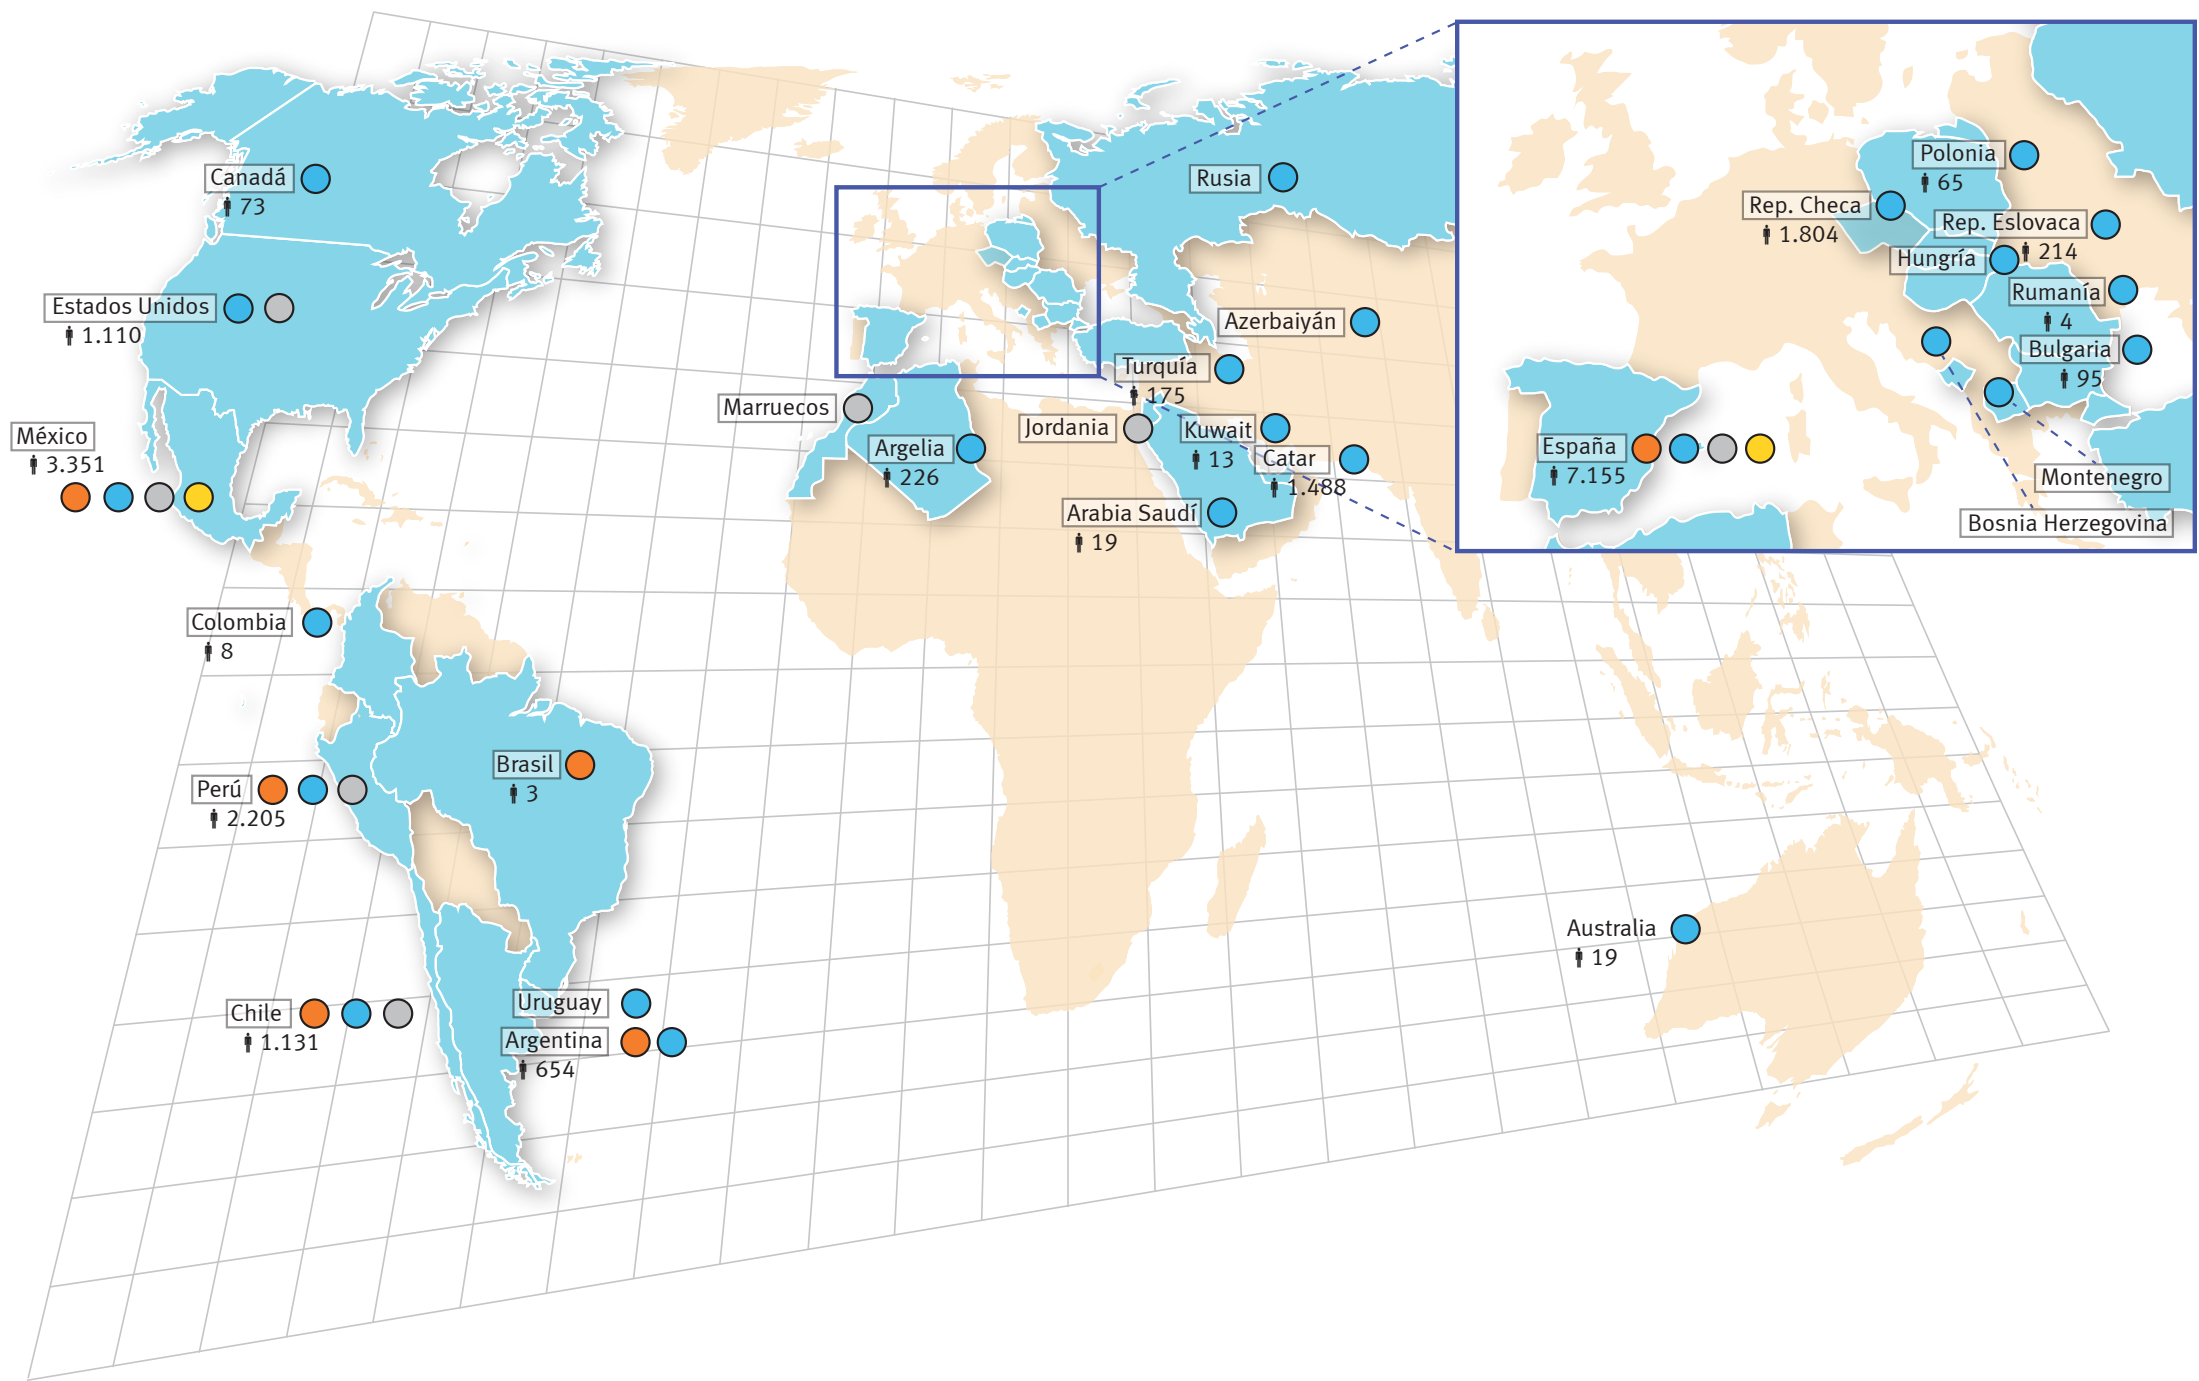 Canadá
73
Estados Unidos
1.110
México
3.351
Colombia
8
Perú
2.205
Brasil
3
Chile
1.131
Uruguay
Argentina
654
Rusia
Azerbaiyán
Turquía
175
Marruecos
Jordania
Kuwait
13
Argelia
226
Catar
1.488
Arabia Saudí
19
Polonia
65
Rep. Checa
1.804
Rep. Eslovaca
214
Hungría
Rumanía
4
Bulgaria
95
España
7.155
Montenegro
Bosnia Herzegovina
Australia
19